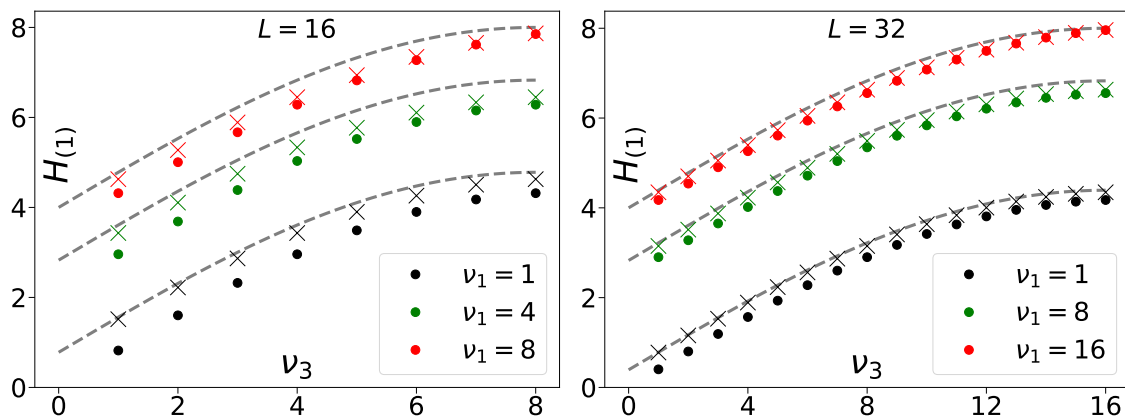 L = 16
H(1)
8
6
4
2
0
0 2 4 6 8
ν3
ν1 = 1
ν1 = 4
ν1 = 8
L = 32
H(1)
8
6
4
2
0
0 4 8 12 16
ν3
ν1 = 1
ν1 = 8
ν1 = 16